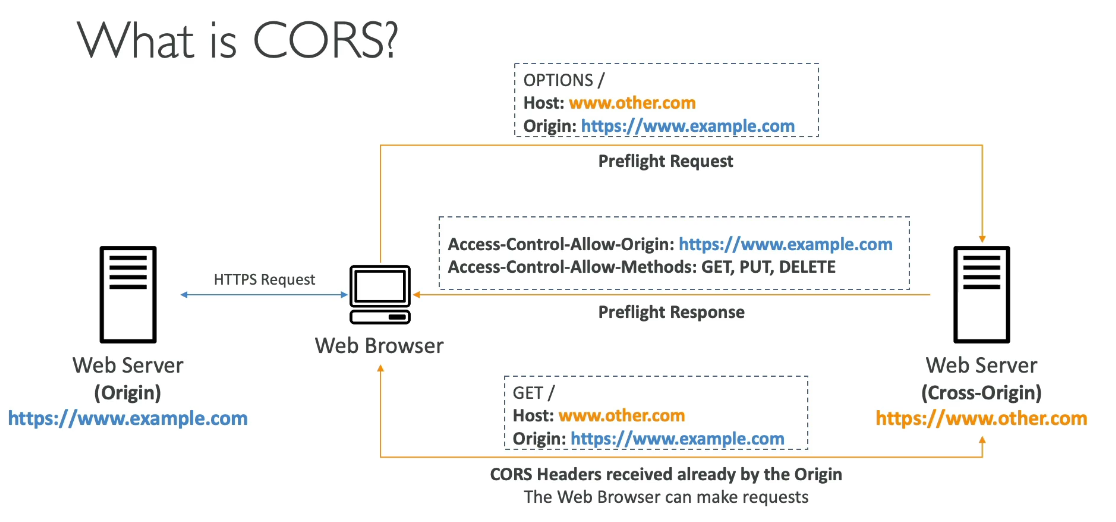 What is CORS?
OPTIONS /
Host: www.other.com
Origin: https://www.example.com
Preflight Request
Access-Control-Allow-Origin: https://www.example.com
Access-Control-Allow-Methods: GET, PUT, DELETE
HTTPS Request
Preflight Response
Web Browser
Web Server
(Origin)
https://www.example.com
Web Server
(Cross-Origin)
https://www.other.com
GET /
Host: www.other.com
Origin: https://www.example.com
CORS Headers received already by the Origin
The Web Browser can make requests